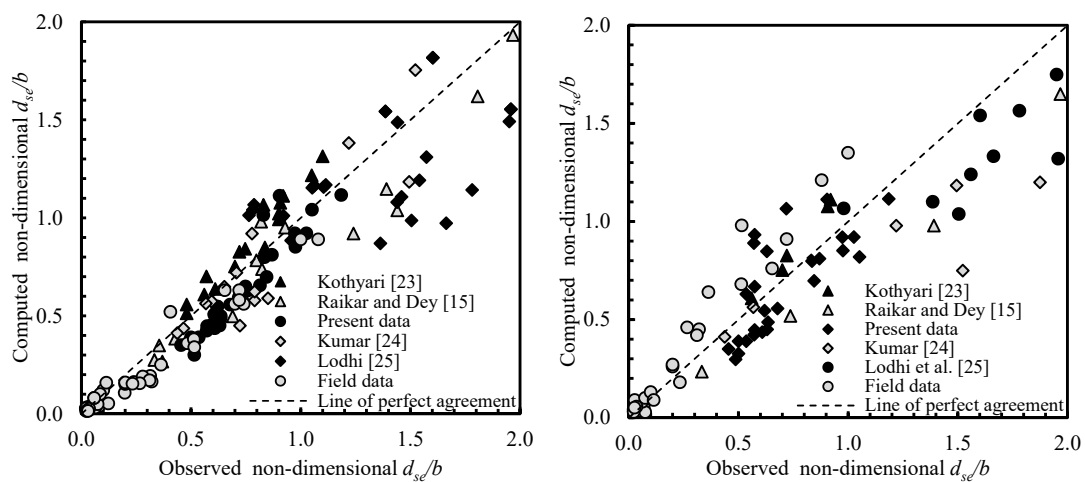 2.0
1.5
1.0
0.5
0.0
Computed non-dimensional dse/b
Kothyari [23]
Raikar and Dey [15]
Present data
Kumar [24]
Lodhi [25]
Field data
Line of perfect agreement
0.0 0.5 1.0 1.5 2.0
Observed non-dimensional dse/b
2.0
1.5
1.0
0.5
0.0
Computed non-dimensional dse/b
Kothyari [23]
Raikar and Dey [15]
Present data
Kumar [24]
Lodhi et al. [25]
Field data
Line of perfect agreement
0.0 0.5 1.0 1.5 2.0
Observed non-dimensional dse/b